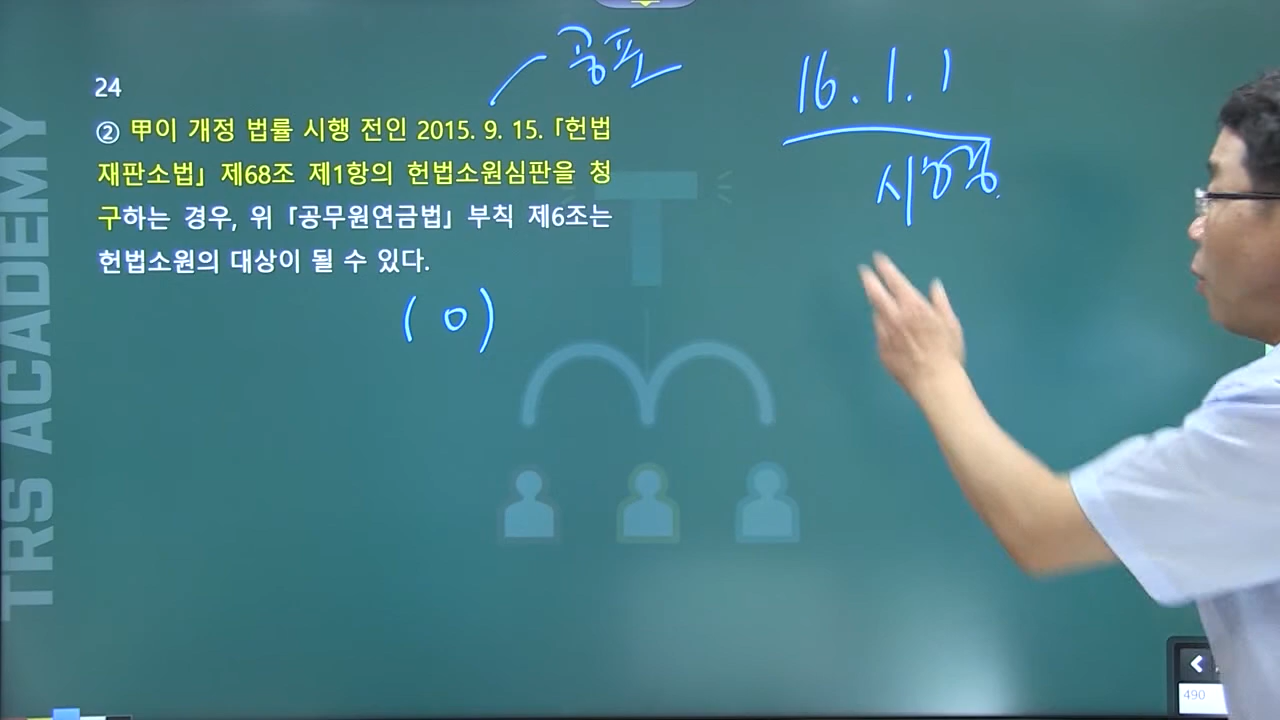 공포
16.1.1
시행
24
② 甲이 개정 법률 시행 전인 2015. 9. 15. 「헌법
재판소법」 제68조 제1항의 헌법소원심판을 청
구하는 경우, 위 「공무원연금법」 부칙 제6조는
헌법소원의 대상이 될 수 있다.
(O)
TRS ACADEMY
490